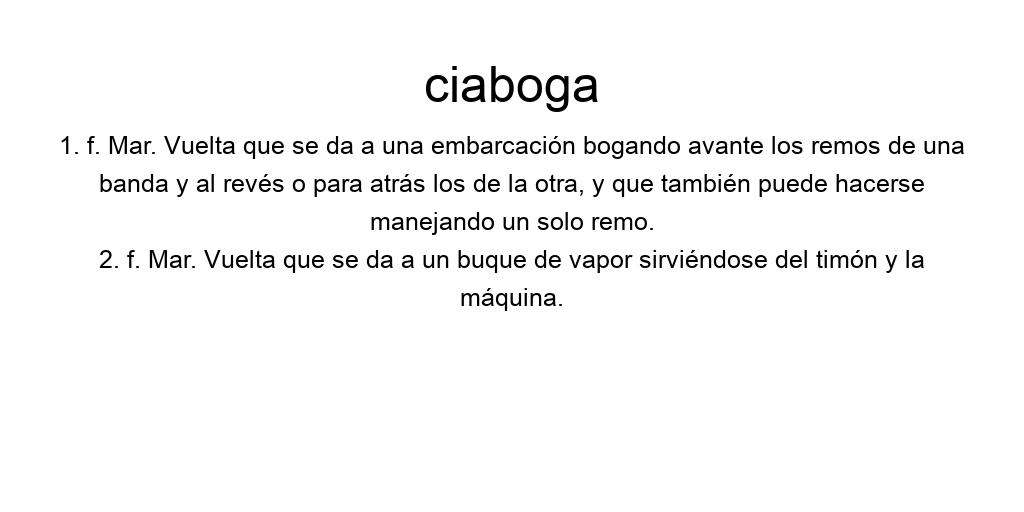 ciaboga
1. f. Mar. Vuelta que se da a una embarcación bogando avante los remos de una
banda y al revés o para atrás los de la otra, y que también puede hacerse
manejando un solo remo.
2. f. Mar. Vuelta que se da a un buque de vapor sirviéndose del timón y la
máquina.